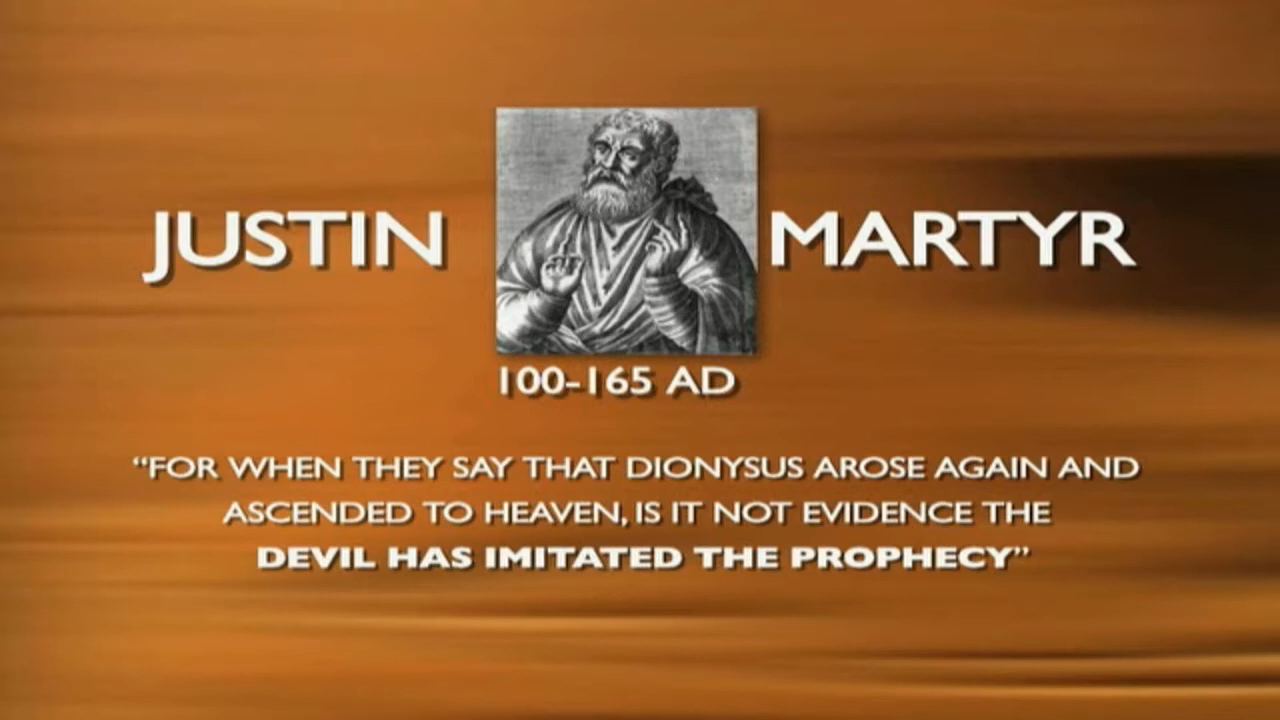 JUSTIN MARTYR
100-165 AD
“FOR WHEN THEY SAY THAT DIONYSUS AROSE AGAIN AND
ASCENDED TO HEAVEN, IS IT NOT EVIDENCE THE
DEVIL HAS IMITATED THE PROPHECY”